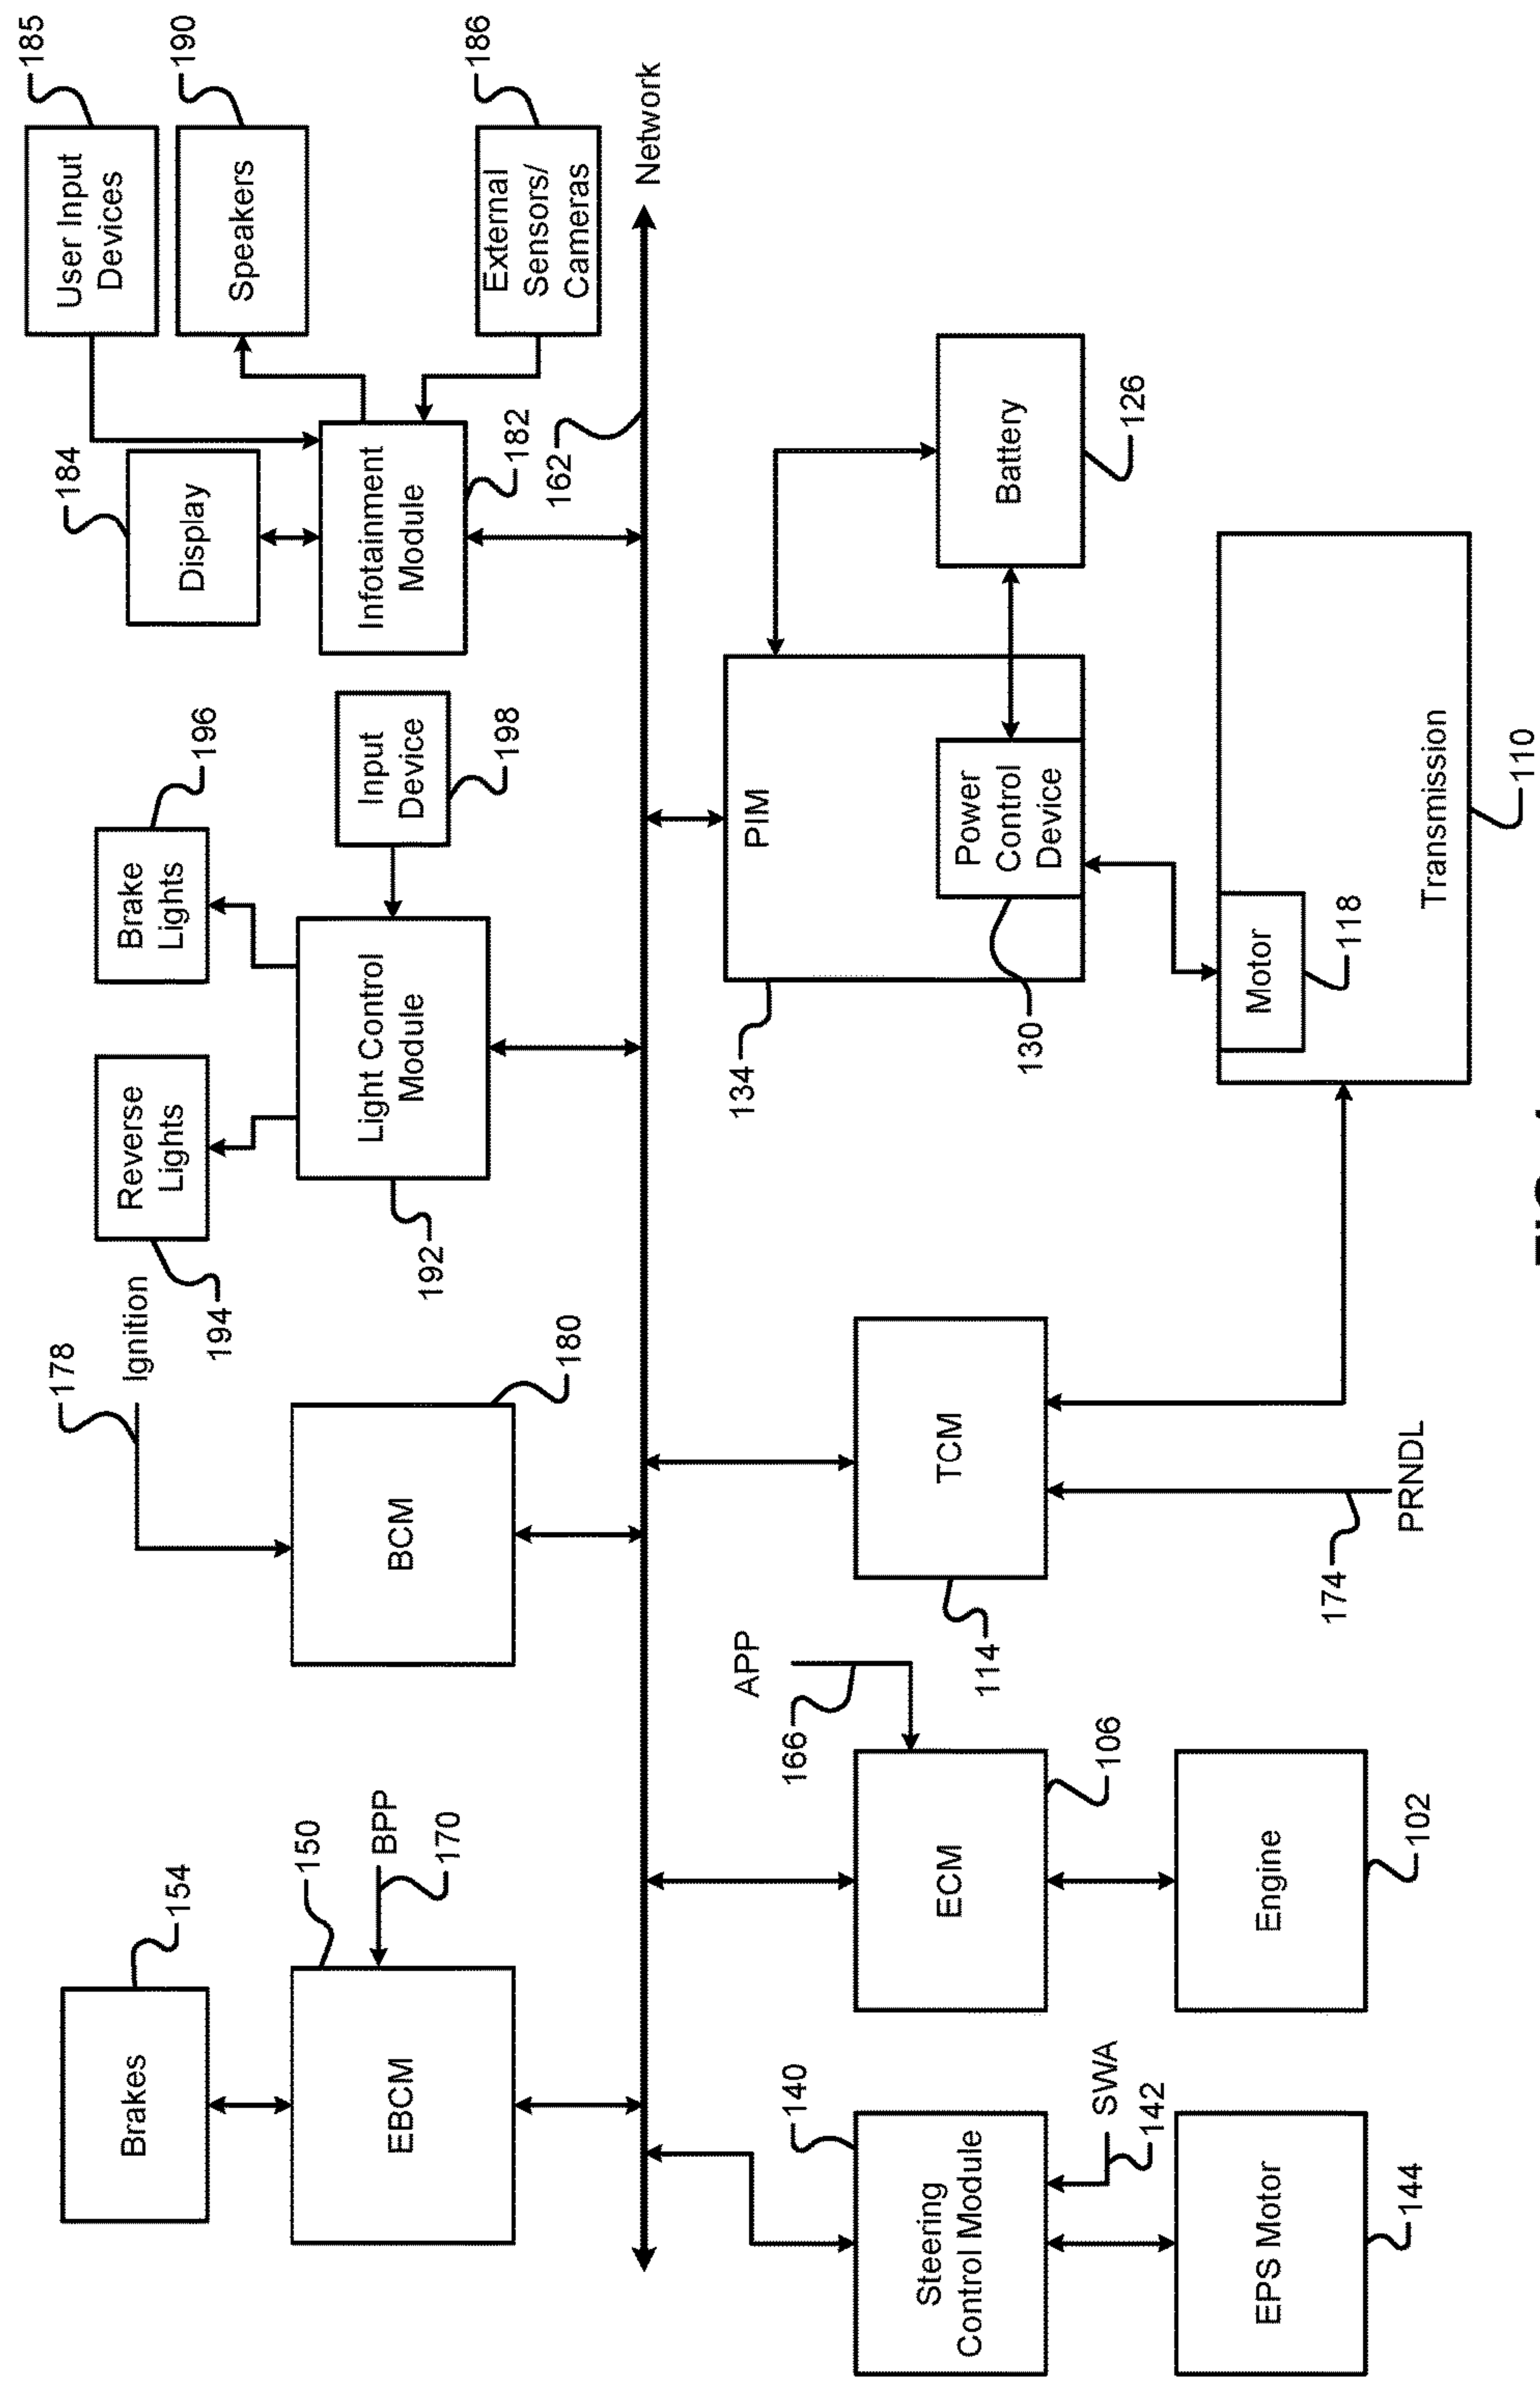 154
Brakes
150
EBCM
BPP
170
178
Ignition
BCM
180
Reverse
Lights
194
Brake
Lights
196
Light Control
Module
192
Input
Device
198
184
Display
User Input
Devices
185
Speakers
190
Infotainment
Module
182
External
Sensors/
Cameras
186
162
Network
140
Steering
Control Module
SWA
142
EPS Motor
144
APP
166
ECM
106
Engine
102
TCM
114
174
PRNDL
PIM
134
Power
Control
Device
130
Battery
126
Motor
118
Transmission
110